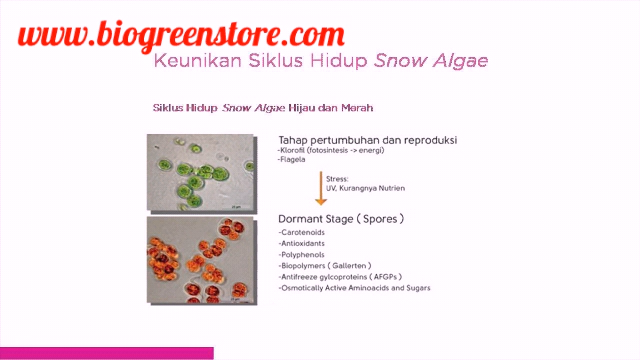 www.biogreenstore.com
Keunikan Siklus Hidup Snow Algae
Siklus Hidup Snow Algae Hijau dan Merah
Tahap pertumbuhan dan reproduksi
-Klorofil (fotosintesis -> energi)
-Flagela
Stress:
UV, Kurangnya Nutrien
Dormant Stage ( Spores )
-Carotenoids
-Antioxidants
-Polyphenols
-Biopolymers ( Gallerten )
-Antifreeze gylcoproteins ( AFGPs )
-Osmotically Active Aminoacids and Sugars